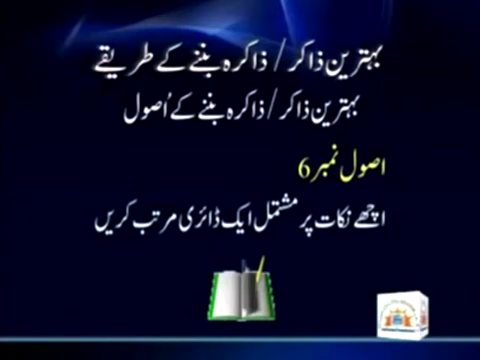 بہترین ذاکر / ذاکرہ بننے کے طریقے
بہترین ذاکر / ذاکرہ بننے کے اُصول
اصول نمبر 6
اچھے نکات پر مشتمل ایک ڈائری مرتب کریں